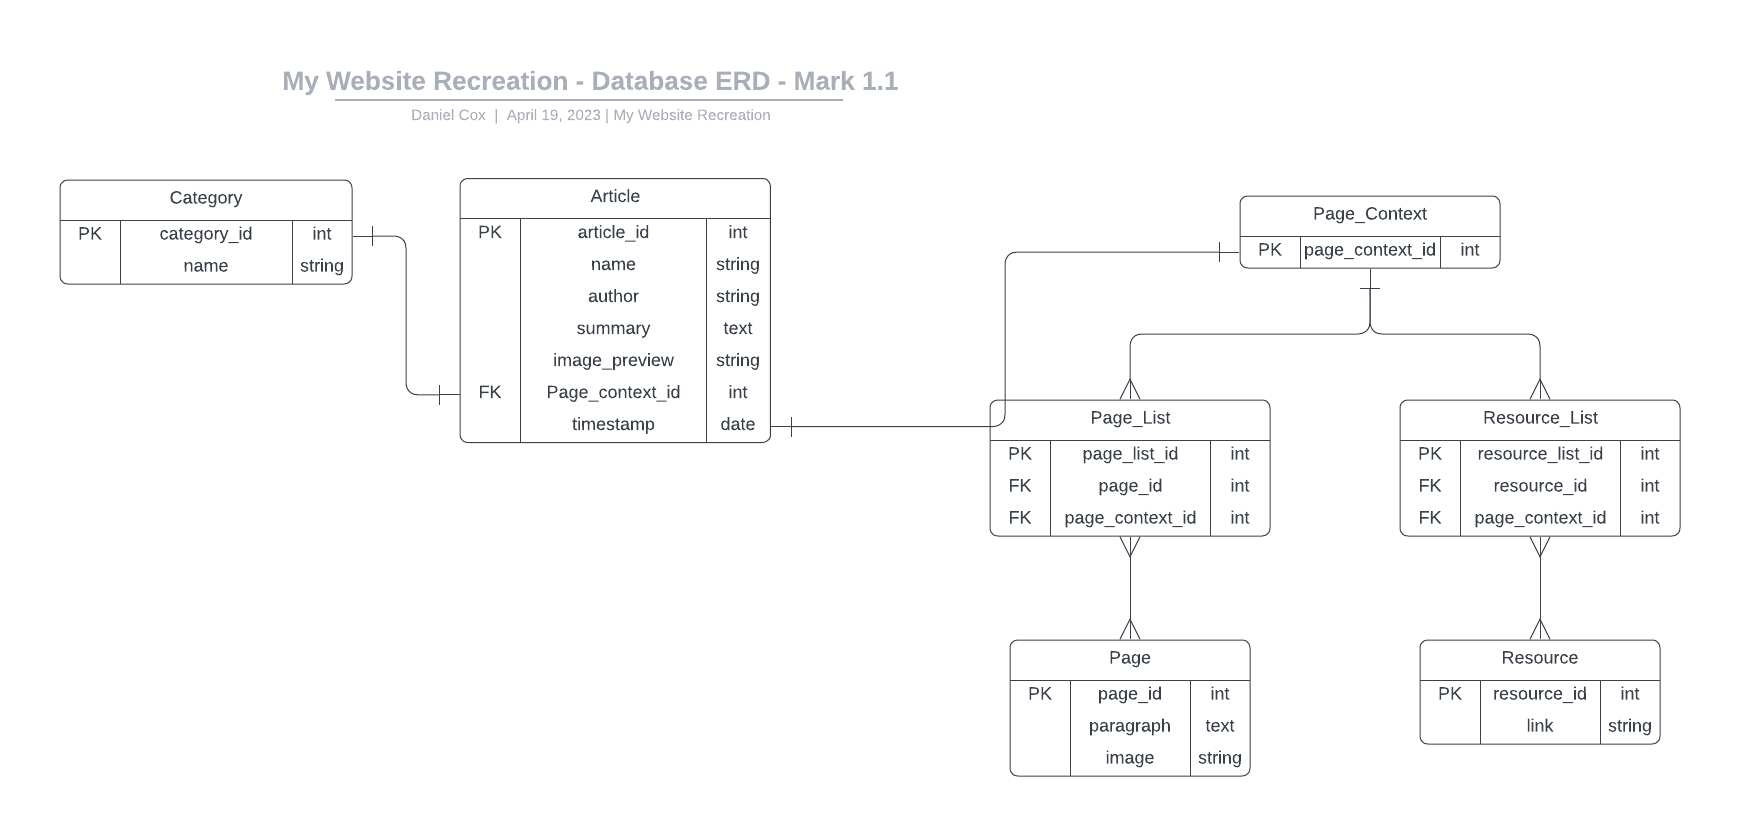 My Website Recreation - Database ERD - Mark 1.1
Daniel Cox | April 19, 2023 | My Website Recreation
Category
PK category_id int
name string
Article
PK article_id int
name string
author string
summary text
image_preview string
FK Page_context_id int
timestamp date
Page_Context
PK page_context_id int
Page_List
PK page_list_id int
FK page_id int
FK page_context_id int
Resource_List
PK resource_list_id int
FK resource_id int
FK page_context_id int
Page
PK page_id int
paragraph text
image string
Resource
PK resource_id int
link string